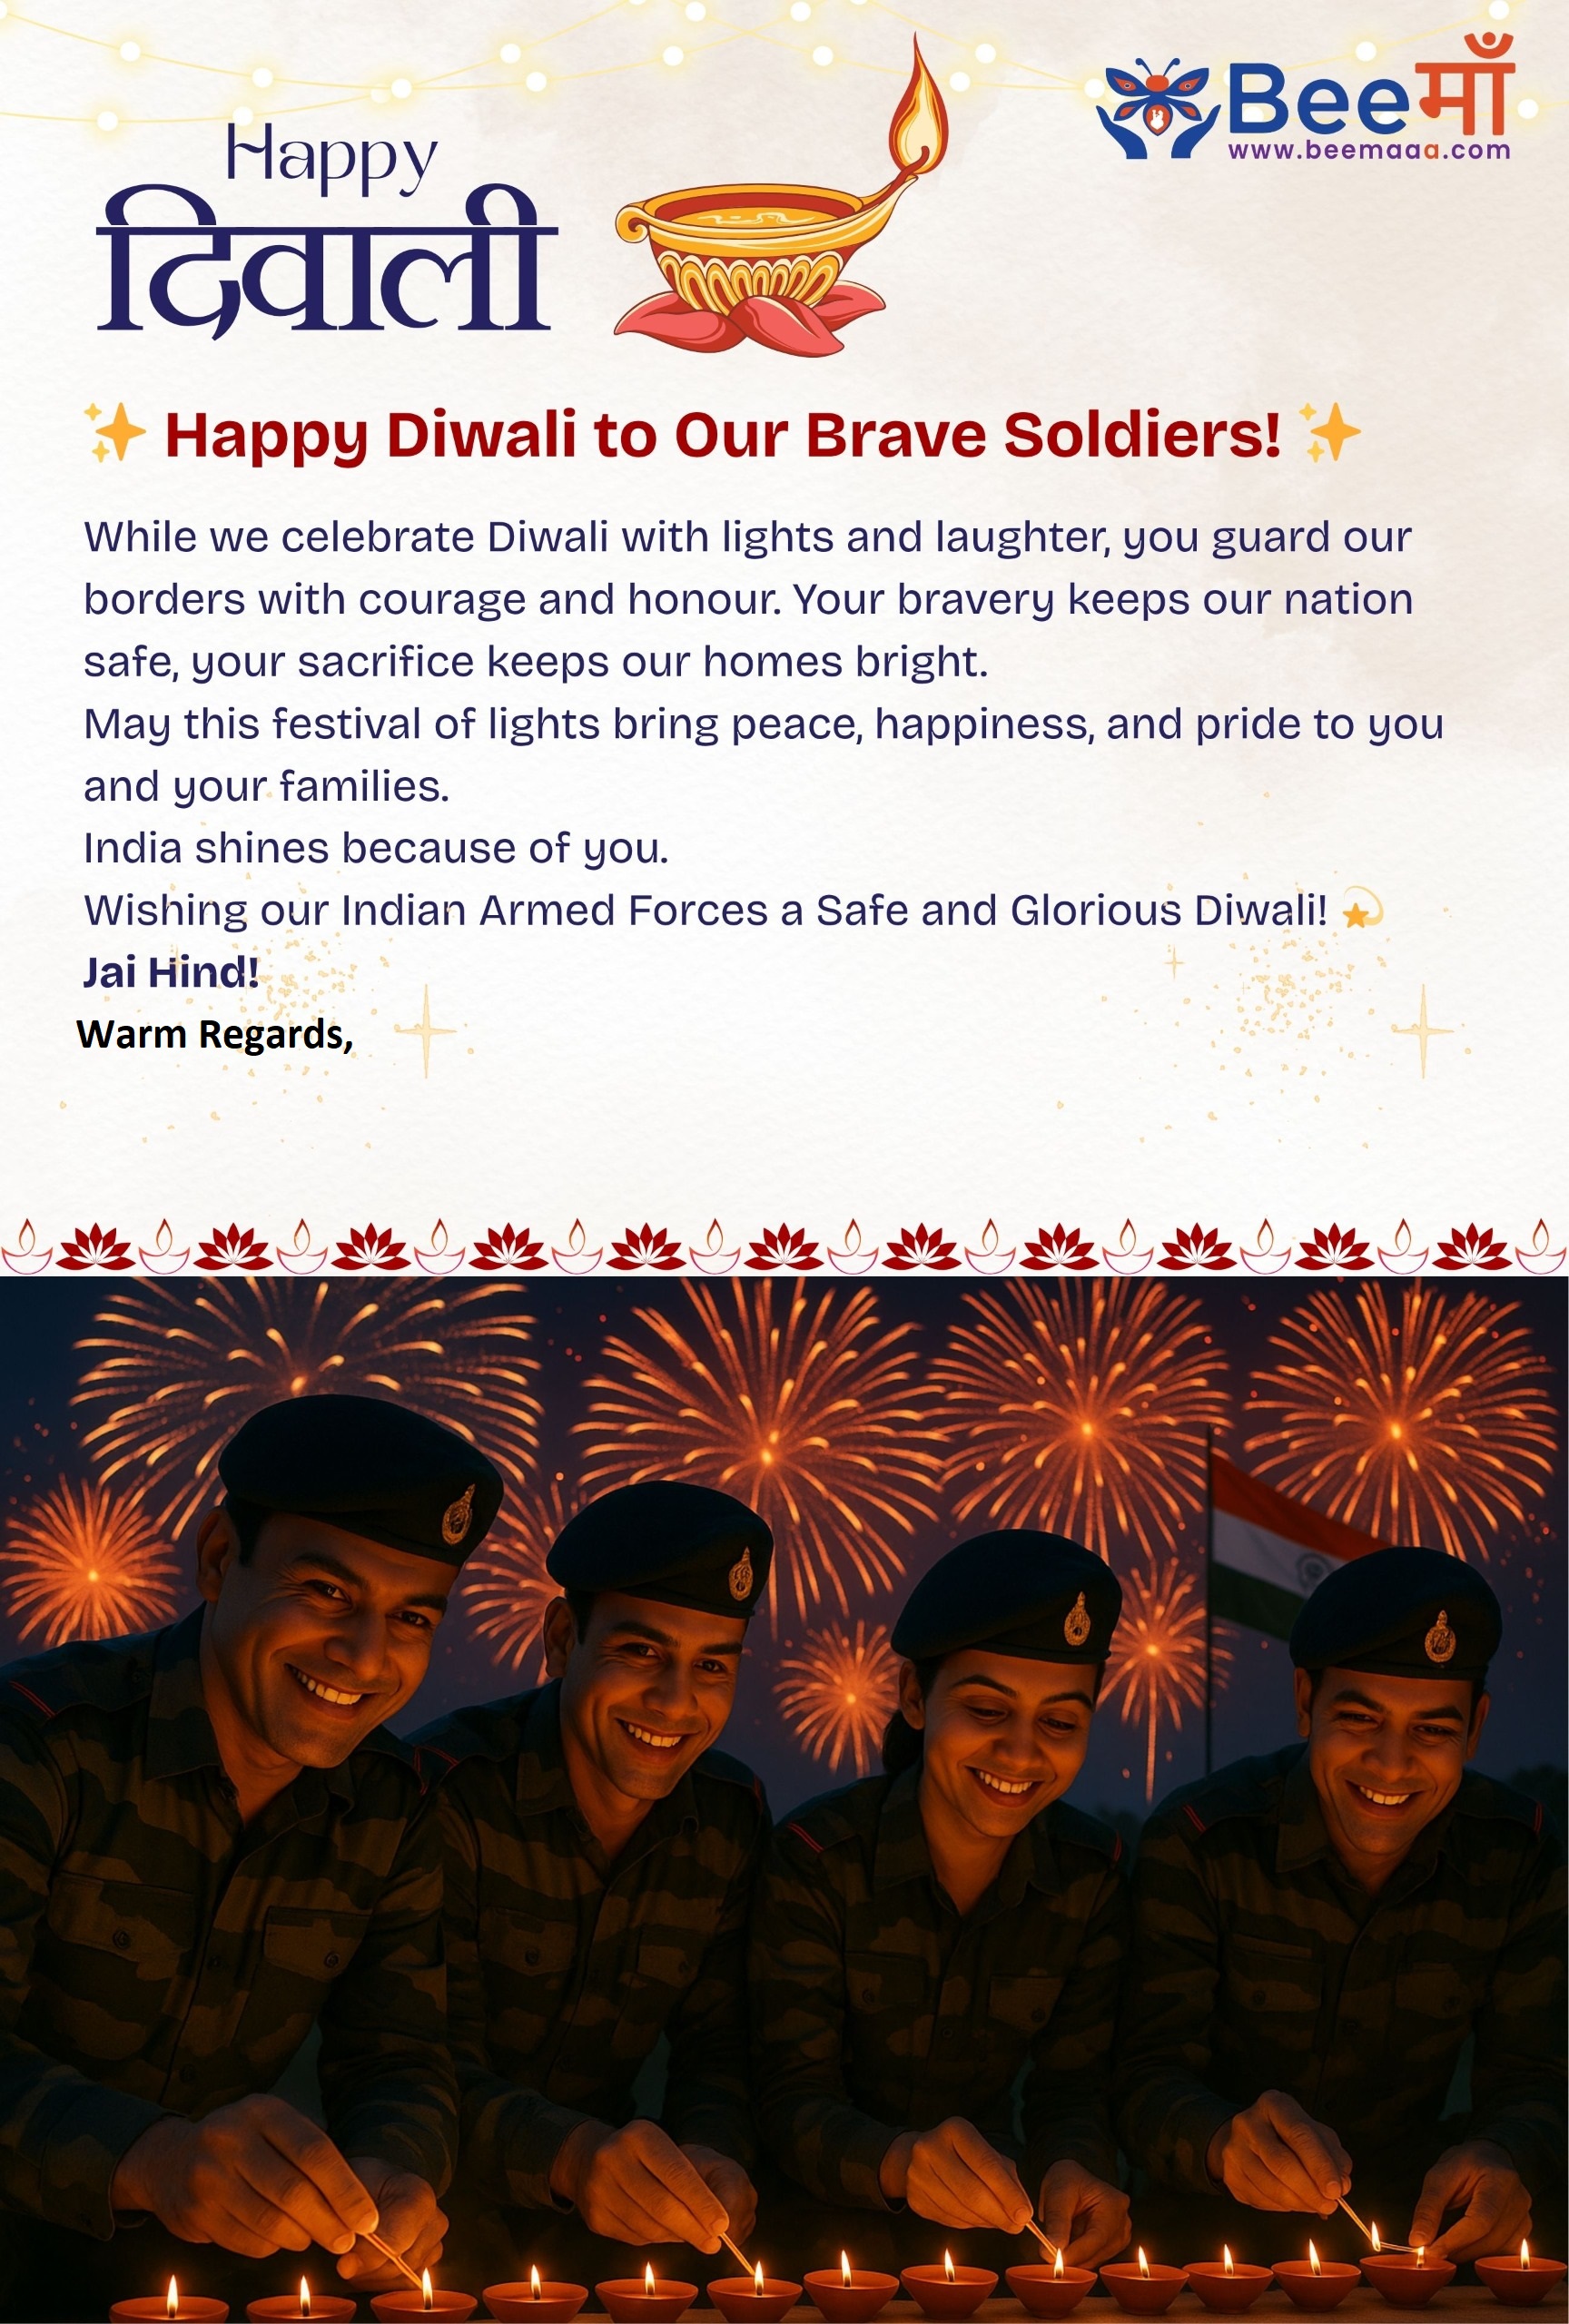 Happy
दिवाली
Beeमाँ
www.beemaaa.com
Happy Diwali to Our Brave Soldiers!
While we celebrate Diwali with lights and laughter, you guard our
borders with courage and honour. Your bravery keeps our nation
safe, your sacrifice keeps our homes bright.
May this festival of lights bring peace, happiness, and pride to you
and your families.
India shines because of you.
Wishing our Indian Armed Forces a Safe and Glorious Diwali!
Jai Hind!
Warm Regards,